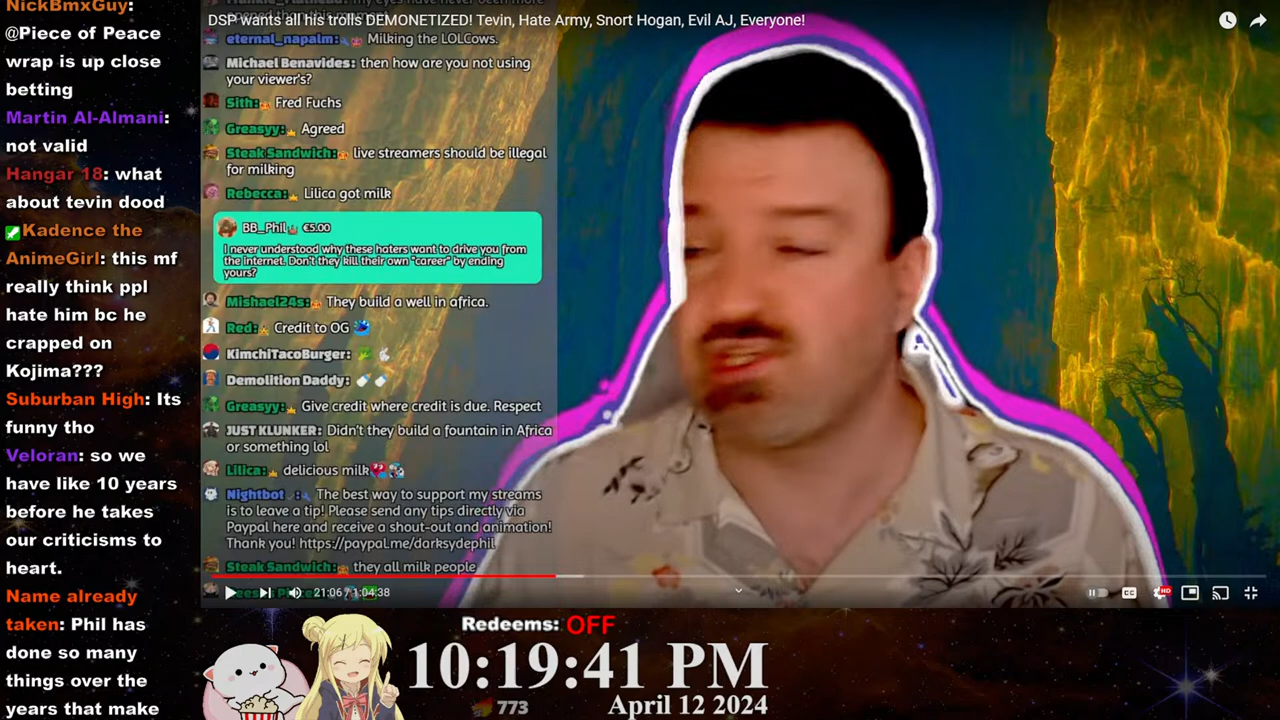 NickBmxGuy:
@Piece of Peace
wrap is up close
betting
Martin Al-Almani:
not valid
Hangar 18: what
about tevin dood
Kadence the
AnimeGirl: this mf
really think ppl
hate him bc he
crapped on
Kojima???
Suburban High: Its
funny tho
Veloran: so we
have like 10 years
before he takes
our criticisms to
heart.
Name already
taken: Phil has
done so many
things over the
years that make
DSP wants all his trolls DEMONETIZED! Tevin, Hate Army, Snort Hogan, Evil AJ, Everyone!
eternal_napalm: Milking the LOLCows.
Michael Benavides: then how are you not using
your viewer's?
Sith: Fred Fuchs
Greasyy: Agreed
Steak Sandwich: live streamers should be illegal
for milking
Rebecca: Lilica got milk
BB_Phil €5.00
I never understood why these haters want to drive you from
the internet. Don't they kill their own "career" by ending
yours?
Mishael24s: They build a well in africa.
Red: Credit to OG
KimchiTacoBurger:
Demolition Daddy:
Greasyy: Give credit where credit is due. Respect
JUST KLUNKER: Didn't they build a fountain in Africa
or something lol
Lilica: delicious milk
Nightbot: The best way to support my streams
is to leave a tip! Please send any tips directly via
Paypal here and receive a shout-out and animation!
Thank you! https://paypal.me/darksydephil
Steak Sandwich: they all milk people
21:06 / 1:04:38
CC
HD
Redeems: OFF
10:19:41 PM
773
April 12 2024